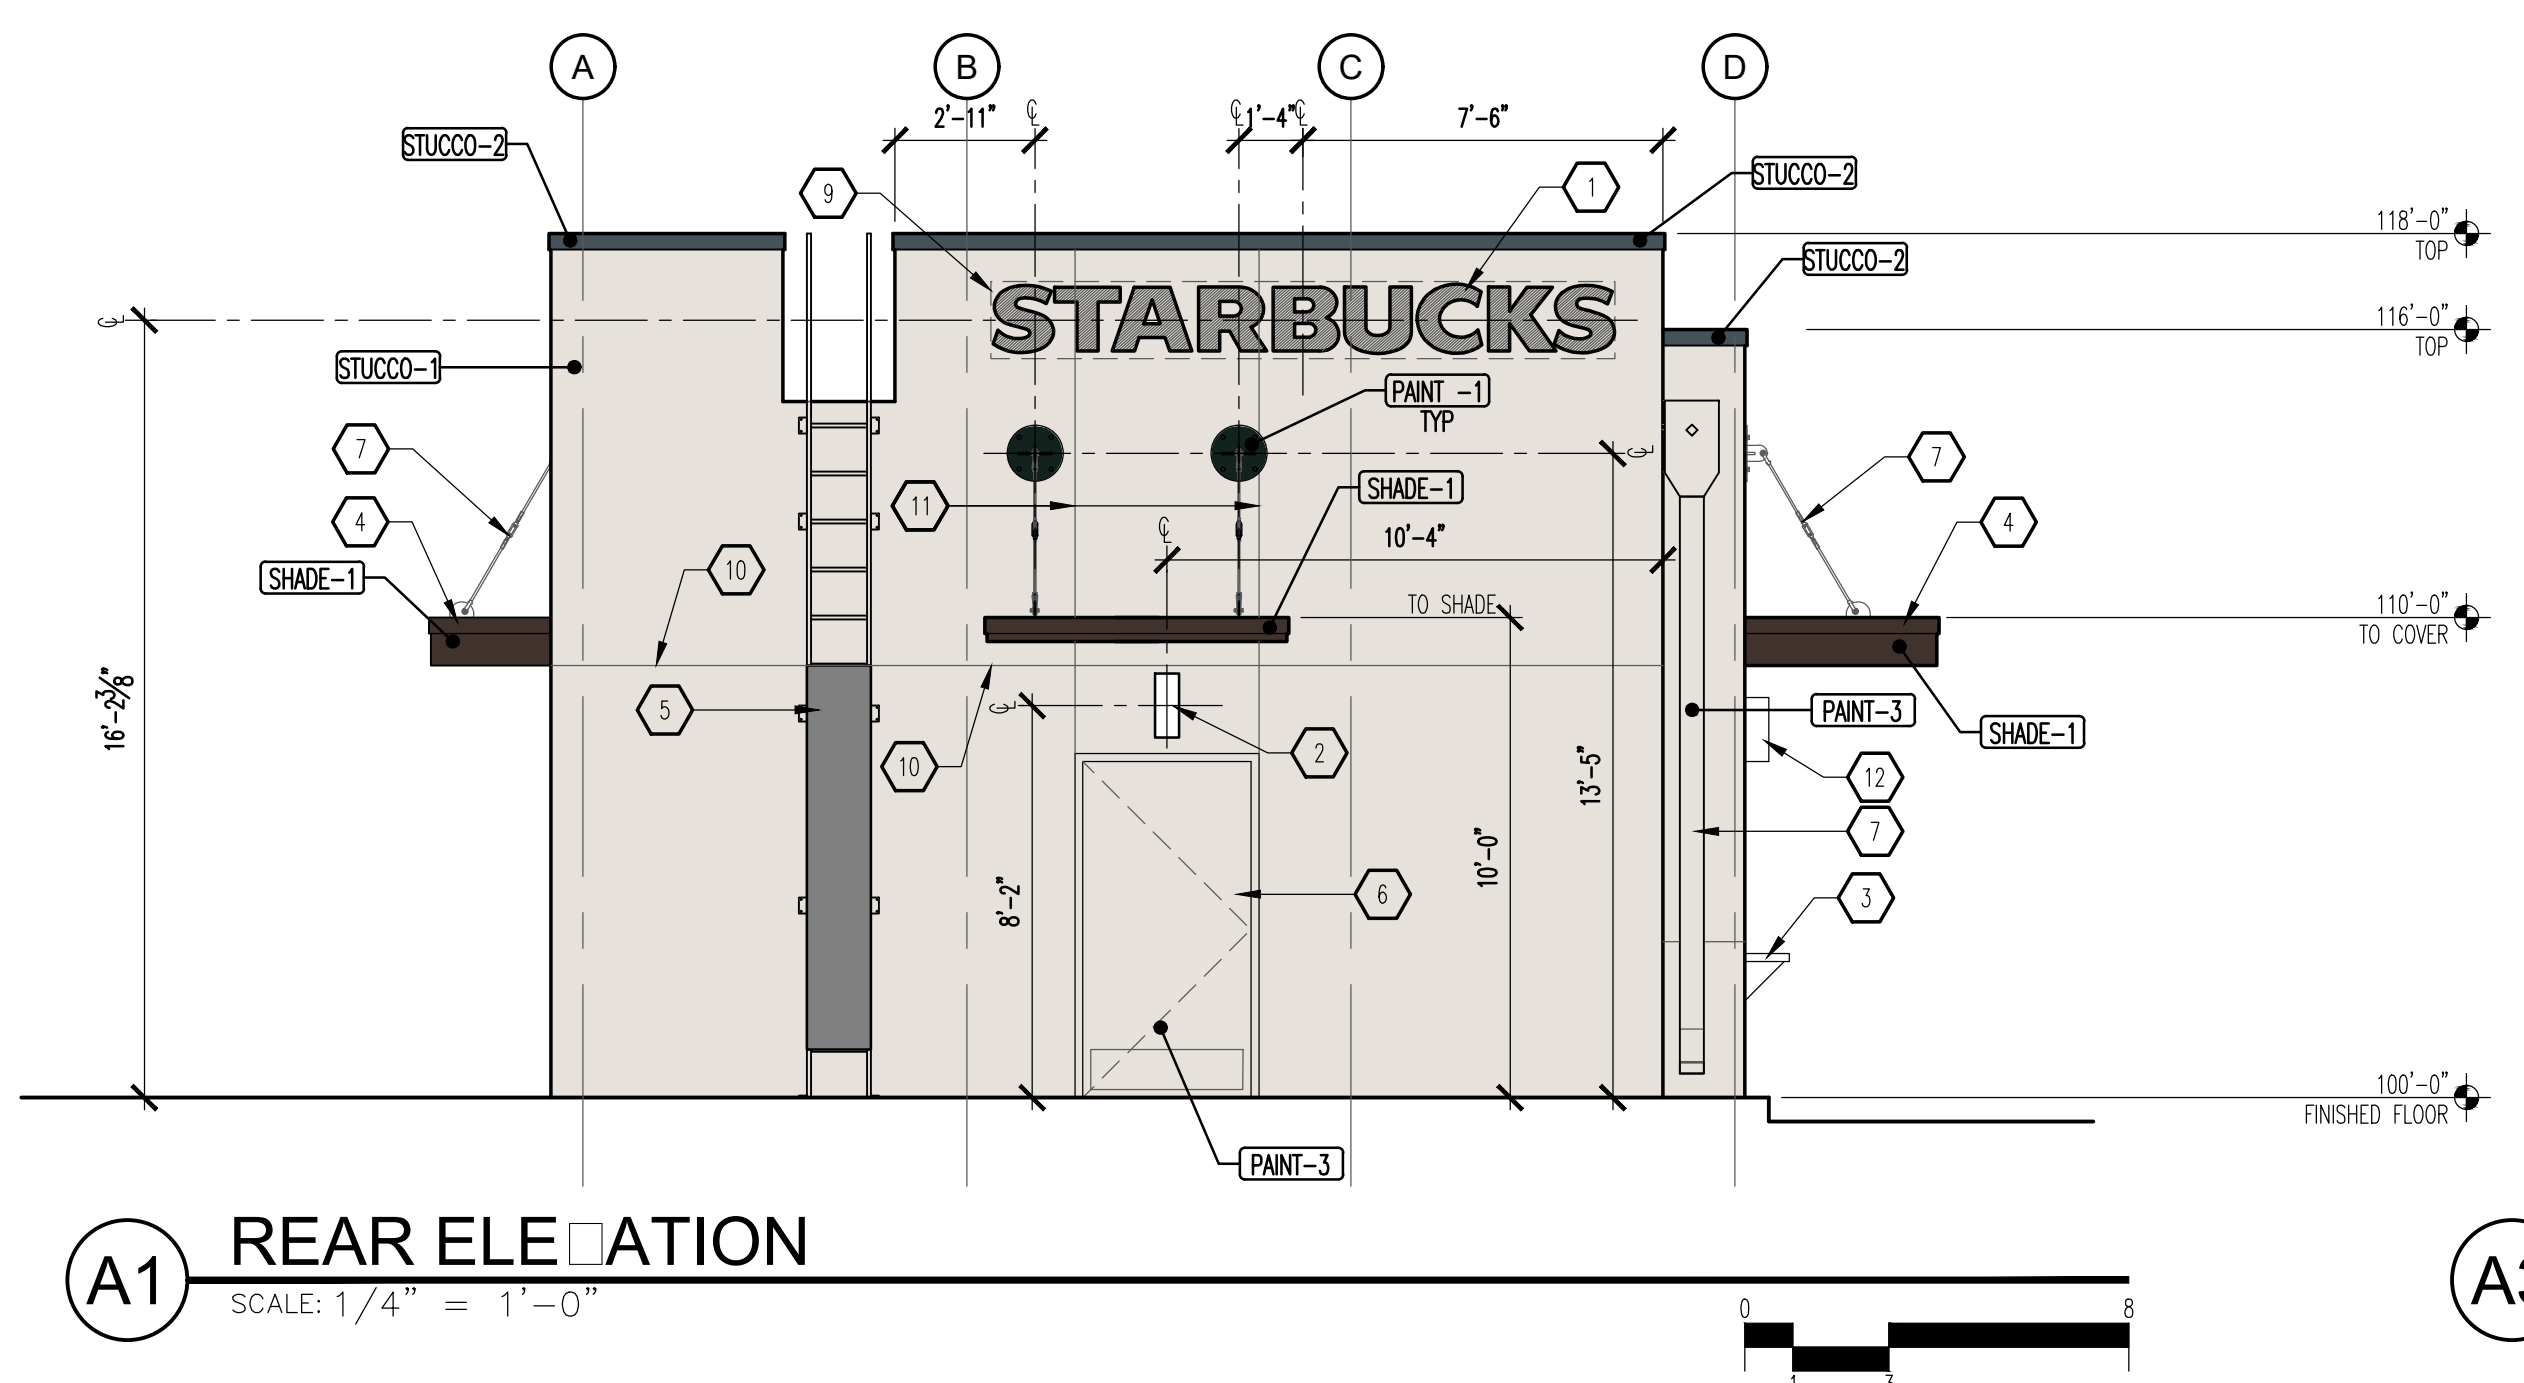 A B C D
2'-11" ℄ ℄ 1'-4" ℄ 7'-6"
STUCCO-2
STUCCO-2
9
1
118'-0"
TOP
STUCCO-2
STARBUCKS
116'-0"
TOP
℄
STUCCO-1
PAINT -1
TYP
7
℄
7
SHADE-1
11
4
℄
10'-4"
4
10
SHADE-1
TO SHADE
110'-0"
TO COVER
16'-2⅜"
5
℄
PAINT-3
SHADE-1
2
10
12
13'-5"
7
10'-0"
8'-2"
6
3
100'-0"
FINISHED FLOOR
PAINT-3
A1
REAR ELE□ATION
SCALE: 1/4" = 1'-0"
0 8
1 3